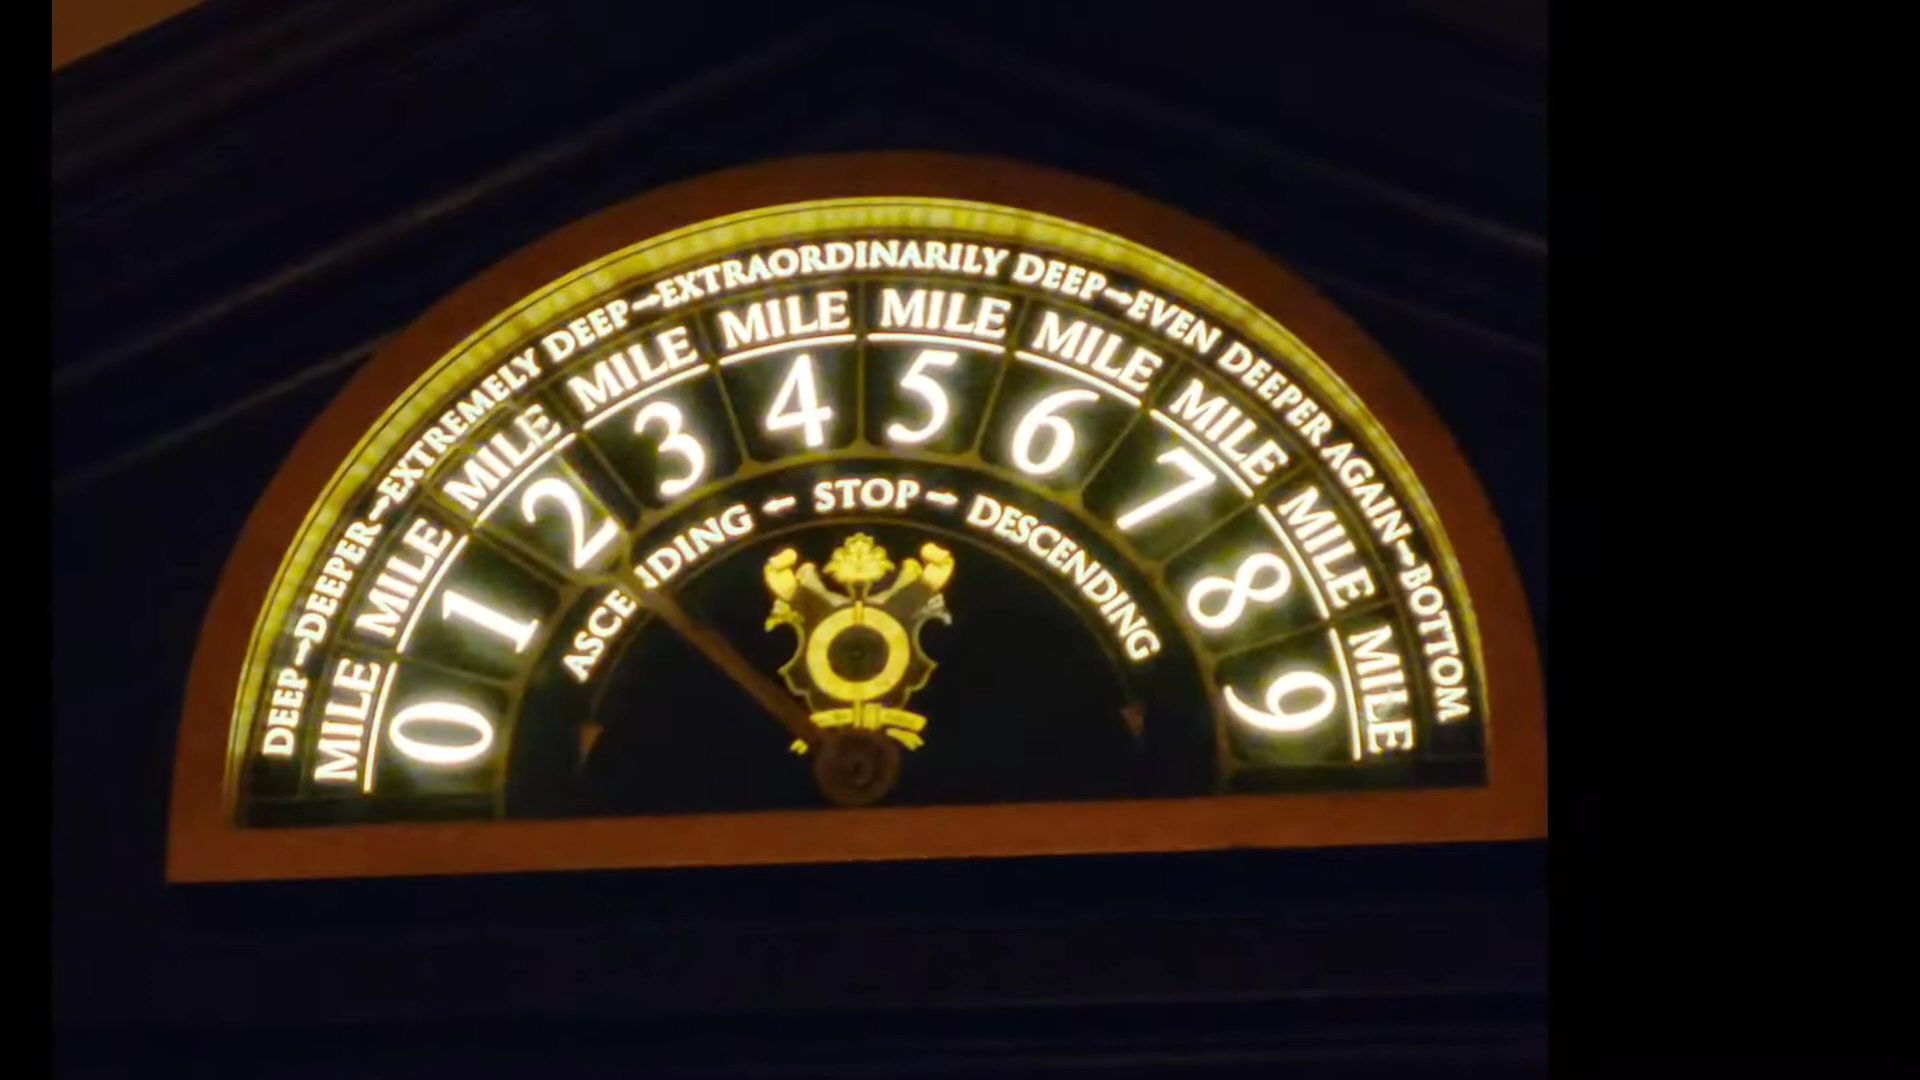 DEEP→DEEPER→EXTREMELY DEEP→EXTRAORDINARILY DEEP→EVEN DEEPER AGAIN→BOTTOM
MILE MILE MILE MILE MILE MILE MILE MILE MILE MILE
0 1 2 3 4 5 6 7 8 9
ASCENDING ← STOP → DESCENDING